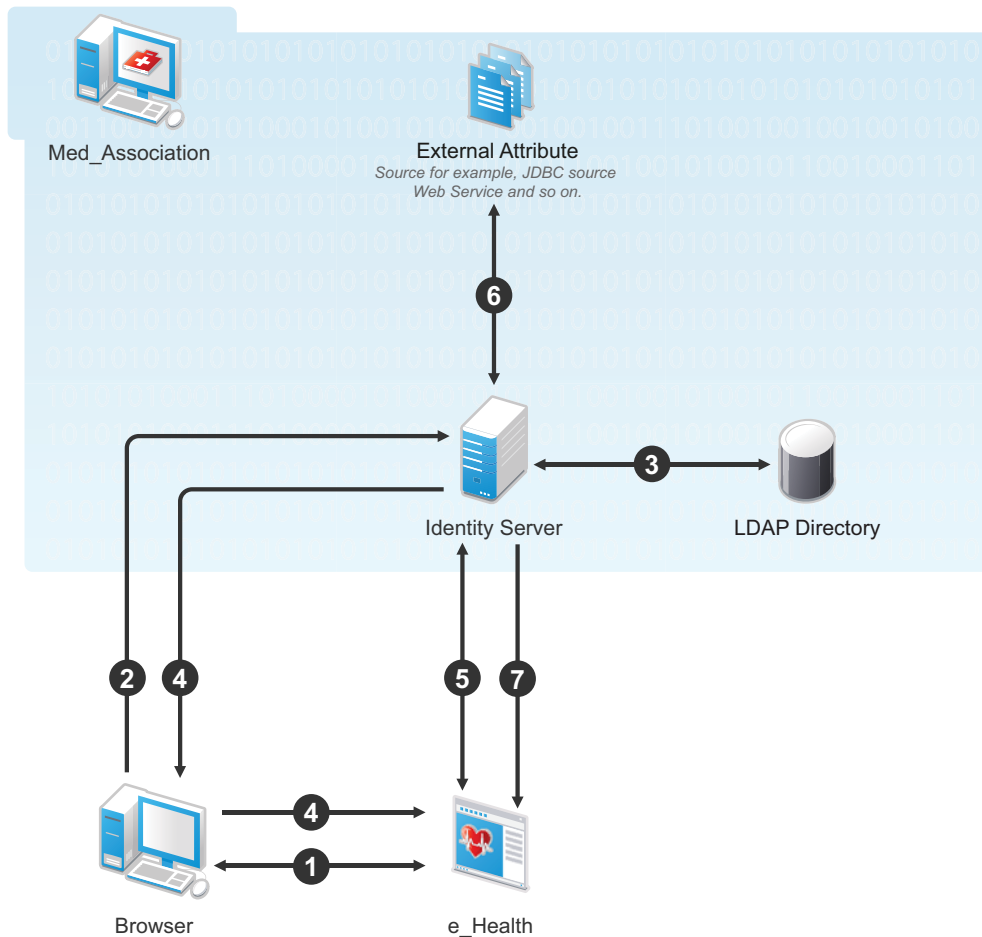 Med_Association
External Attribute
Source for example, JDBC source
Web Service and so on.
6
3
Identity Server
LDAP Directory
2
4
5
7
4
1
Browser
e_Health